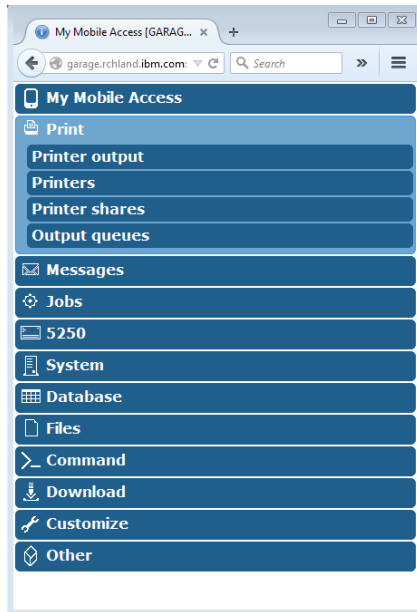 My Mobile Access [GARAG...
garage.rchland.ibm.com:
Search
My Mobile Access
Print
Printer output
Printers
Printer shares
Output queues
Messages
Jobs
5250
System
Database
Files
Command
Download
Customize
Other